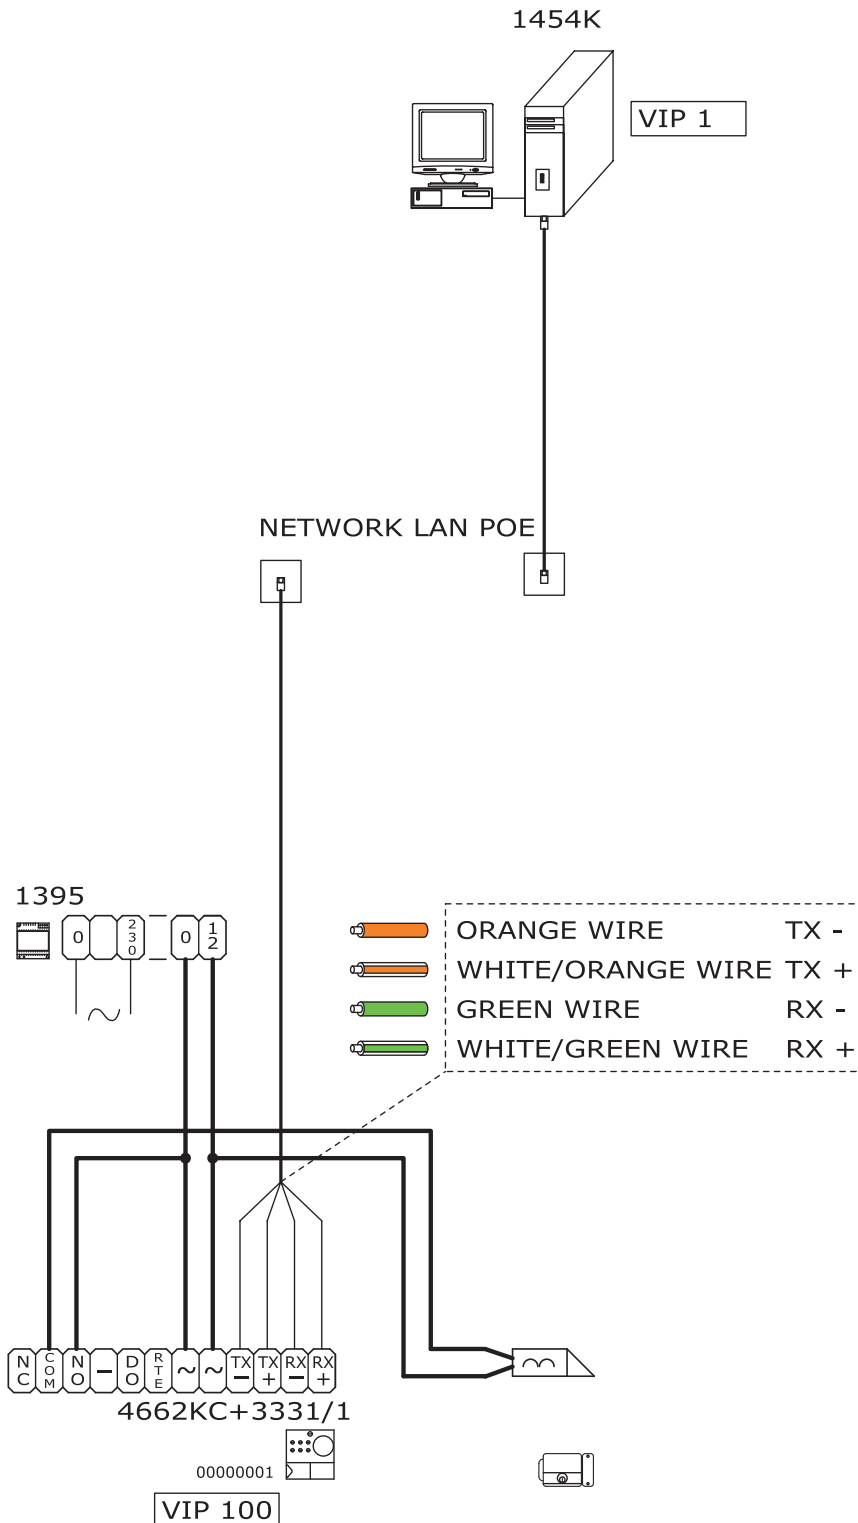 1454K
VIP 1
NETWORK LAN POE
1395
0
230
0
12
ORANGE WIRE TX -
WHITE/ORANGE WIRE TX +
GREEN WIRE RX -
WHITE/GREEN WIRE RX +
NC COM NO - DO RTE ~ ~ TX- TX+ RX- RX+
4662KC+3331/1
00000001
VIP 100